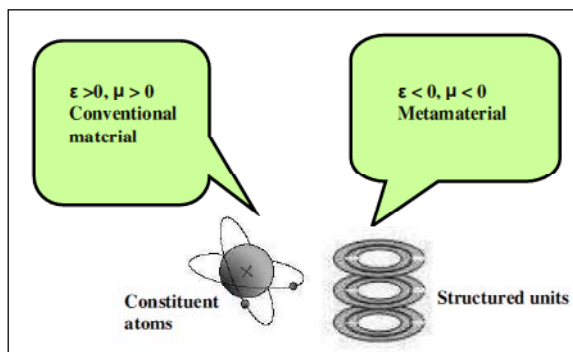 ε >0, μ > 0
Conventional
material
ε < 0, μ < 0
Metamaterial
Constituent
atoms
Structured units